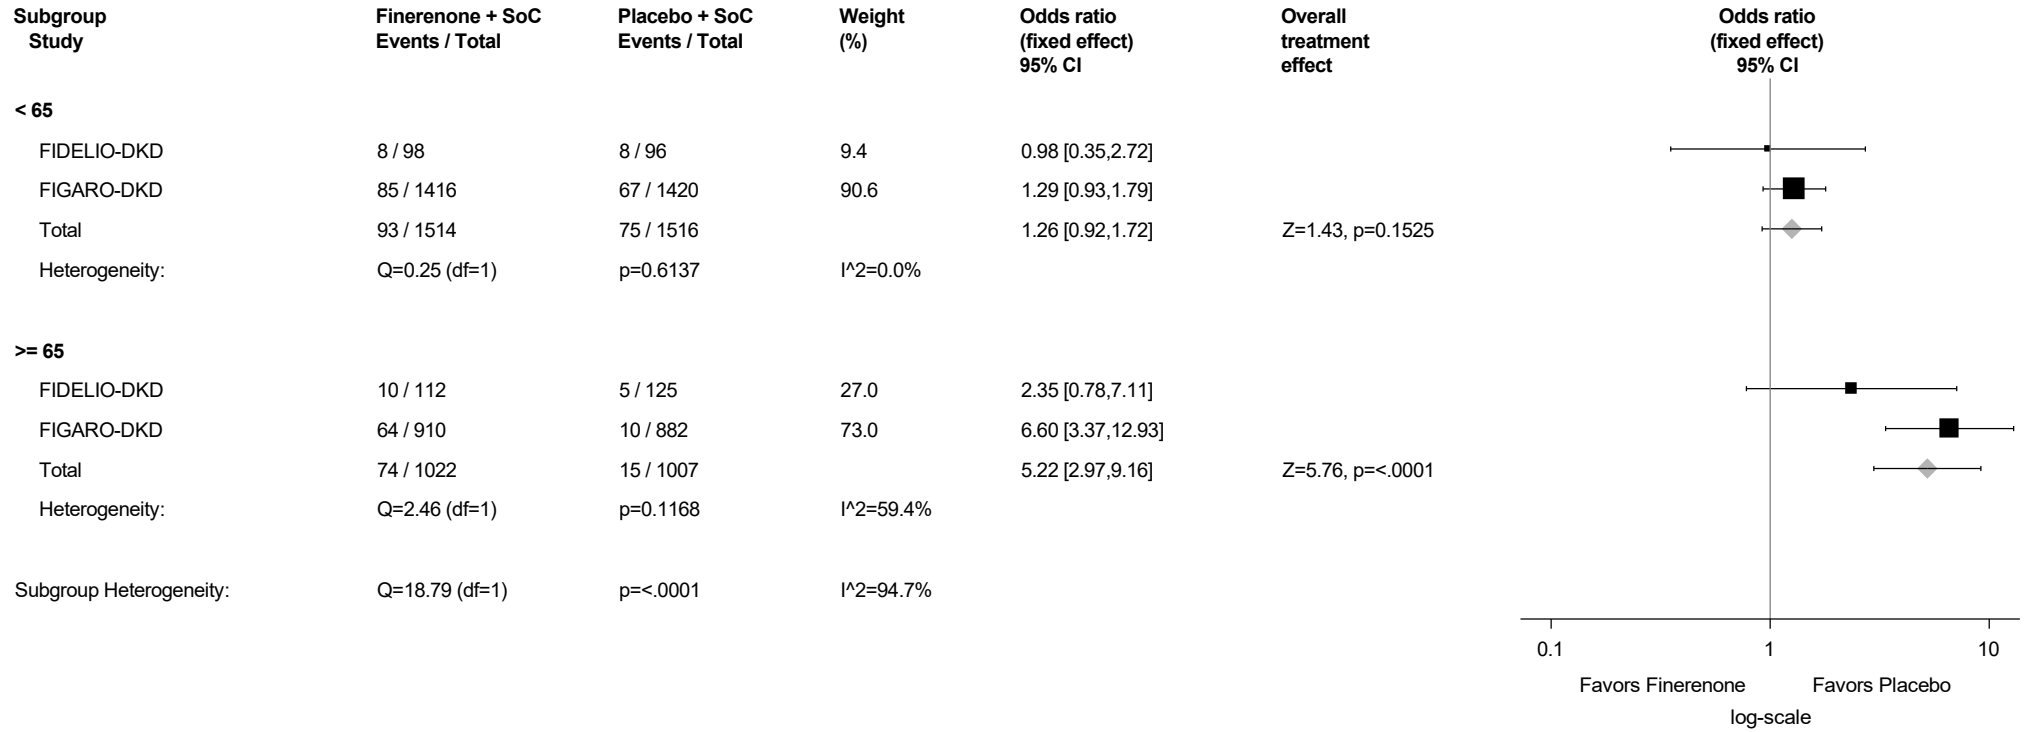 Subgroup Finerenone + SoC Placebo + SoC Weight Odds ratio Overall Odds ratio
Study Events / Total Events / Total (%) (fixed effect) treatment (fixed effect)
95% CI effect 95% CI
< 65
FIDELIO-DKD 8 / 98 8 / 96 9.4 0.98 [0.35,2.72]
FIGARO-DKD 85 / 1416 67 / 1420 90.6 1.29 [0.93,1.79]
Total 93 / 1514 75 / 1516 1.26 [0.92,1.72] Z=1.43, p=0.1525
Heterogeneity: Q=0.25 (df=1) p=0.6137 I^2=0.0%
>= 65
FIDELIO-DKD 10 / 112 5 / 125 27.0 2.35 [0.78,7.11]
FIGARO-DKD 64 / 910 10 / 882 73.0 6.60 [3.37,12.93]
Total 74 / 1022 15 / 1007 5.22 [2.97,9.16] Z=5.76, p=<.0001
Heterogeneity: Q=2.46 (df=1) p=0.1168 I^2=59.4%
Subgroup Heterogeneity: Q=18.79 (df=1) p=<.0001 I^2=94.7%
0.1 1 10
Favors Finerenone Favors Placebo
log-scale